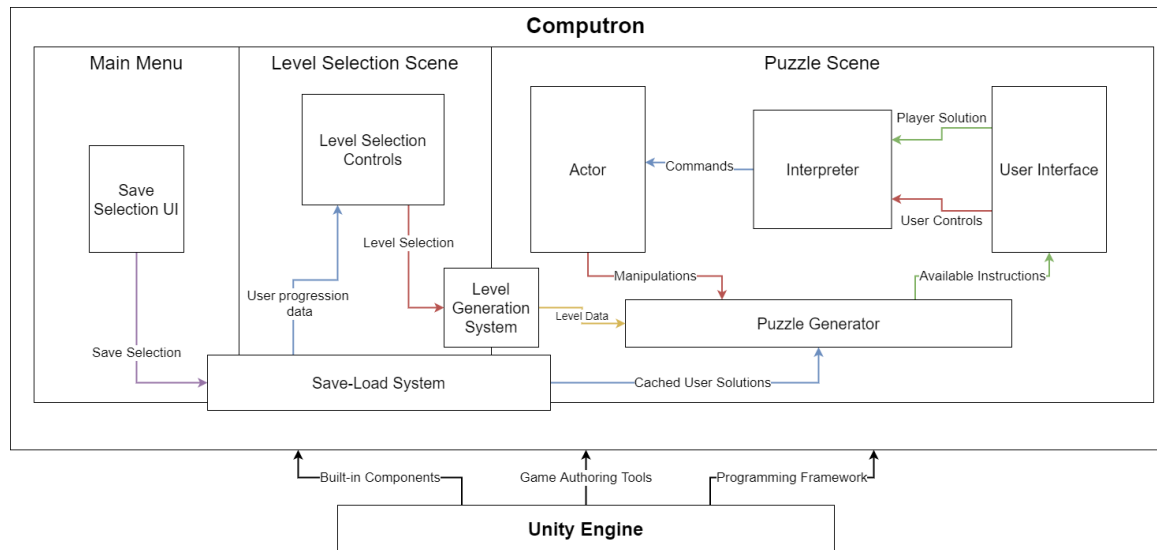 Computron
Main Menu
Level Selection Scene
Puzzle Scene
Save
Selection UI
Level Selection
Controls
Actor
Interpreter
User Interface
Player Solution
Commands
User Controls
Level Selection
Manipulations
Available Instructions
User progression
data
Level
Generation
System
Level Data
Puzzle Generator
Save Selection
Save-Load System
Cached User Solutions
Built-in Components
Game Authoring Tools
Programming Framework
Unity Engine